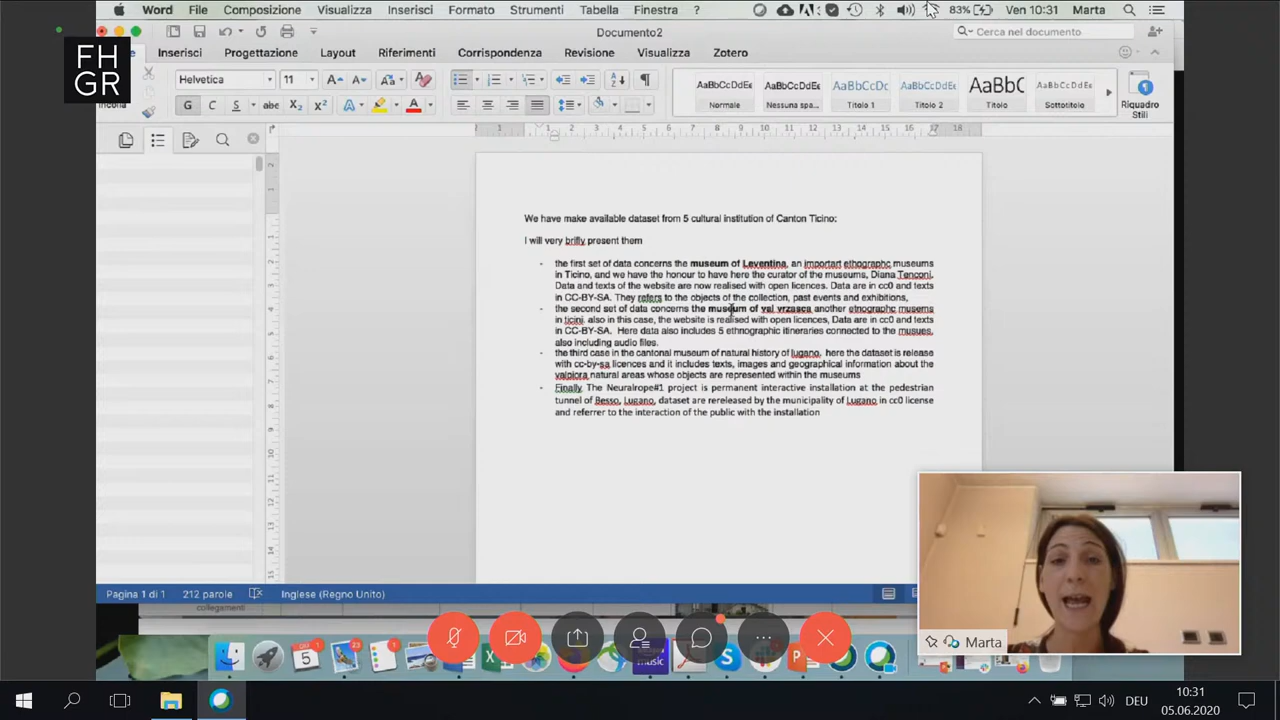 Word File Composizione Visualizza Inserisci Formato Strumenti Tabella Finestra 83% Ven 10:31 Marta
Documento2
Cerca nel documento
FH
GR
Inserisci Progettazione Layout Riferimenti Corrispondenze Revisione Visualizza Zotero
Helvetica 11
AaBbCcDdEe AaBbCcDdEe AaBbCcDc AaBbCcDdEe AaBbC AaBbCcDdEe
Normale Nessuna spa... Titolo 1 Titolo 2 Titolo Sottotitolo
Riquadro
Stili
G C S abc X₂ X²
We have make available dataset from 5 cultural institution of Canton Ticino:
I will very brifly present them
- the first set of data concerns the museum of Leventina, an important ethographc museums
in Ticino, and we have the honour to have here the curator of the museums, Diana Tenconi,
Data and texts of the website are now realised with open licences. Data are in cc0 and texts
in CC-BY-SA. They refers to the objects of the collection, past events and exhibitions,
- the second set of data concerns the museum of val vrzasca another etnographc musems
in ticini. also in this case, the website is realised with open licences, Data are in cc0 and texts
in CC-BY-SA. Here data also includes 5 ethnographic itineraries connected to the musues,
also including audio files.
- the third case in the cantonal museum of natural history of lugano, here the dataset is release
with cc-by-sa licences and it includes texts, images and geographical information about the
valpiora natural areas whose objects are represented within the museums
- Finally The Neuralrope#1 project is permanent interactive installation at the pedestrian
tunnel of Besso, Lugano, dataset are rereleased by the municipality of Lugano in cc0 license
and referrer to the interaction of the public with the installation
Pagina 1 di 1 212 parole Inglese (Regno Unito)
collegamenti
Marta
music
DEU
10:31
05.06.2020